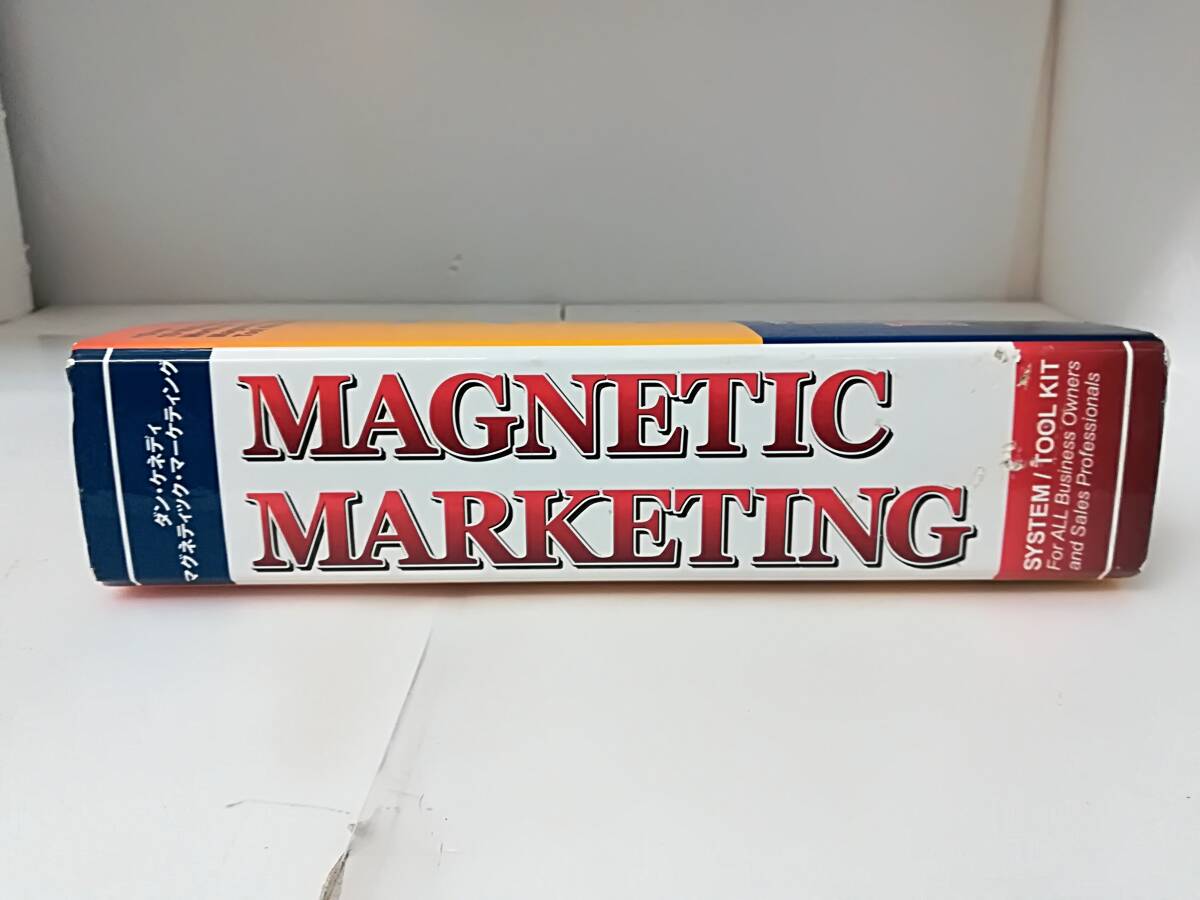 ダン・ケネディ
マグネティック・マーケティング
MAGNETIC
MARKETING
SYSTEM / TOOL KIT
For ALL Business Owners
and Sales Professionals